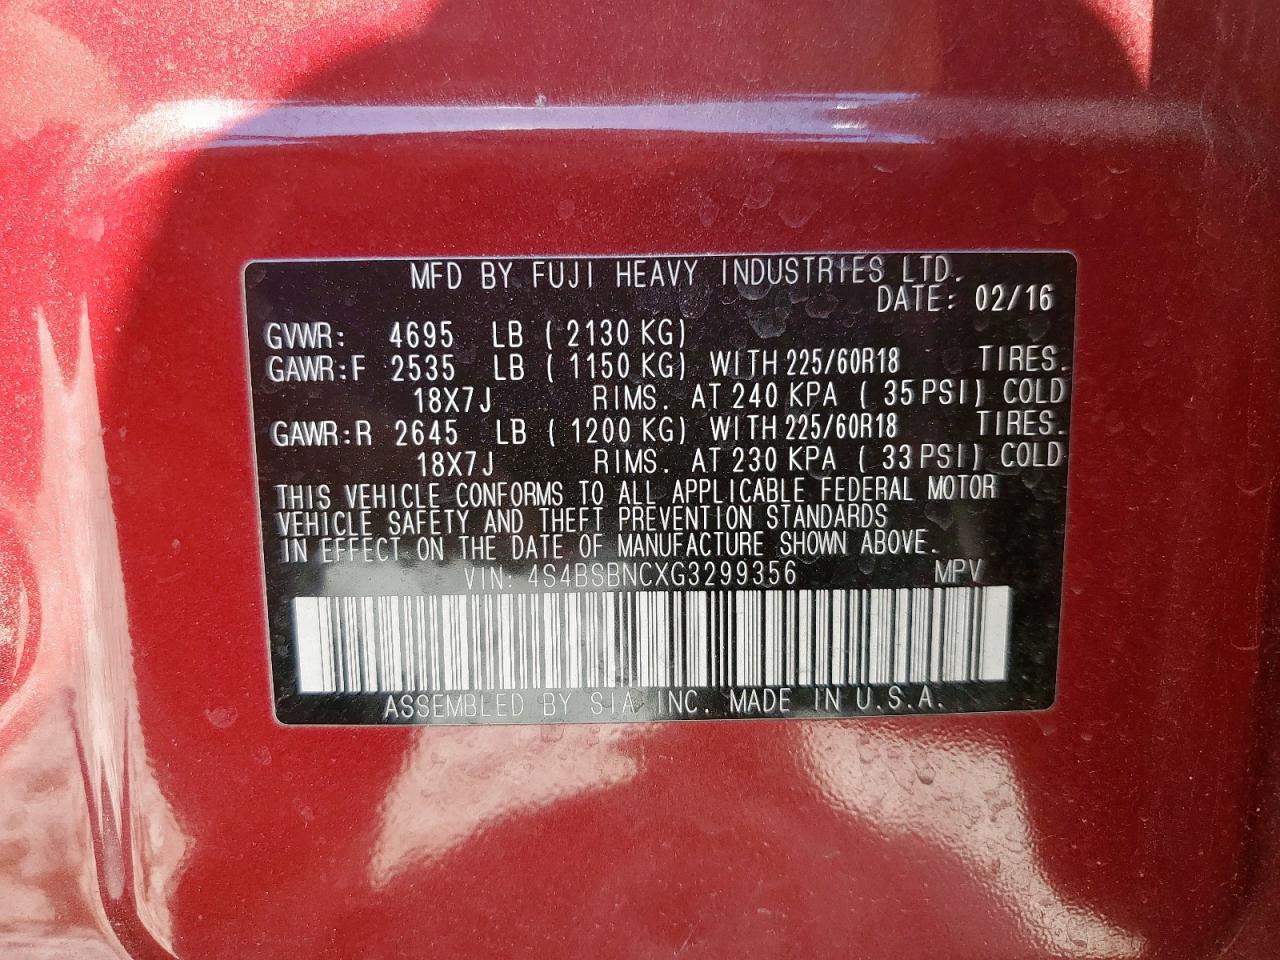 MFD BY FUJI HEAVY INDUSTRIES LTD.
DATE: 02/16
GVWR: 4695 LB ( 2130 KG)
GAWR:F 2535 LB ( 1150 KG) WITH 225/60R18 TIRES.
18X7J RIMS. AT 240 KPA ( 35 PSI) COLD
GAWR:R 2645 LB ( 1200 KG) WITH 225/60R18 TIRES.
18X7J RIMS. AT 230 KPA ( 33 PSI) COLD
THIS VEHICLE CONFORMS TO ALL APPLICABLE FEDERAL MOTOR
VEHICLE SAFETY AND THEFT PREVENTION STANDARDS
IN EFFECT ON THE DATE OF MANUFACTURE SHOWN ABOVE.
VIN: 4S4BSBNCXG3299356 MPV
ASSEMBLED BY SIA INC. MADE IN U.S.A.